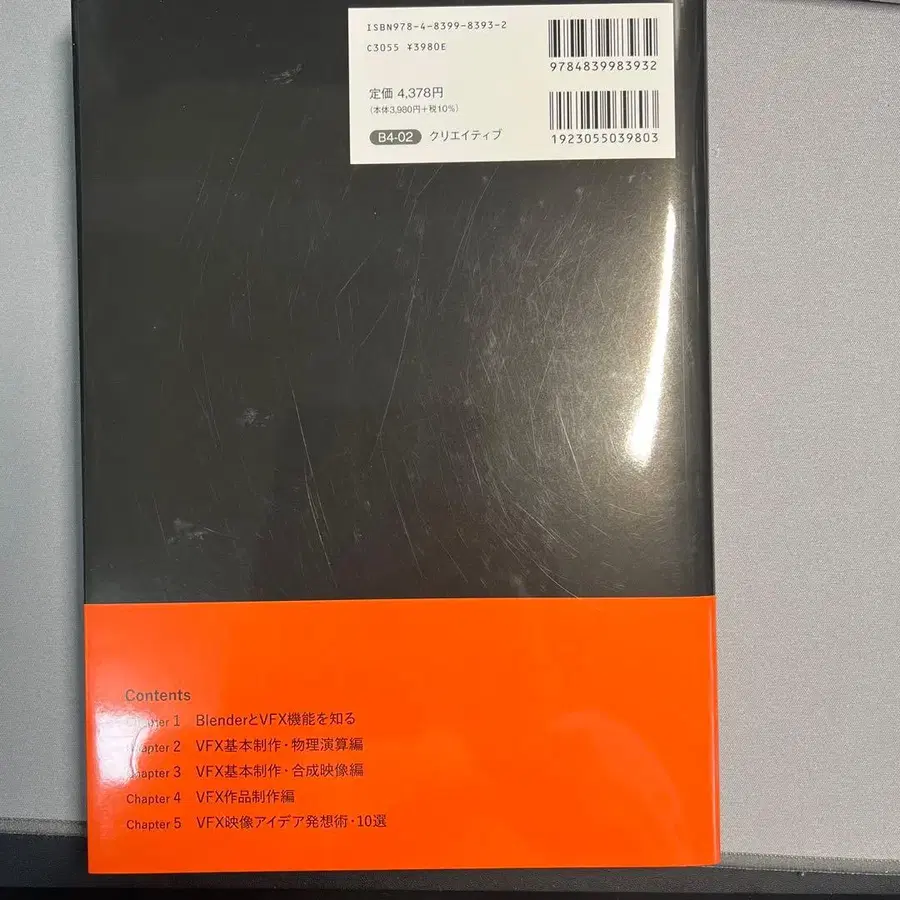 ISBN978-4-8399-8393-2
C3055 ¥3980E
9784839983932
定価 4,378円
(本体3,980円+税10%)
B4-02 クリエイティブ
1923055039803
Contents
Chapter 1 BlenderとVFX機能を知る
Chapter 2 VFX基本制作・物理演算編
Chapter 3 VFX基本制作・合成映像編
Chapter 4 VFX作品制作編
Chapter 5 VFX映像アイデア発想術・10選